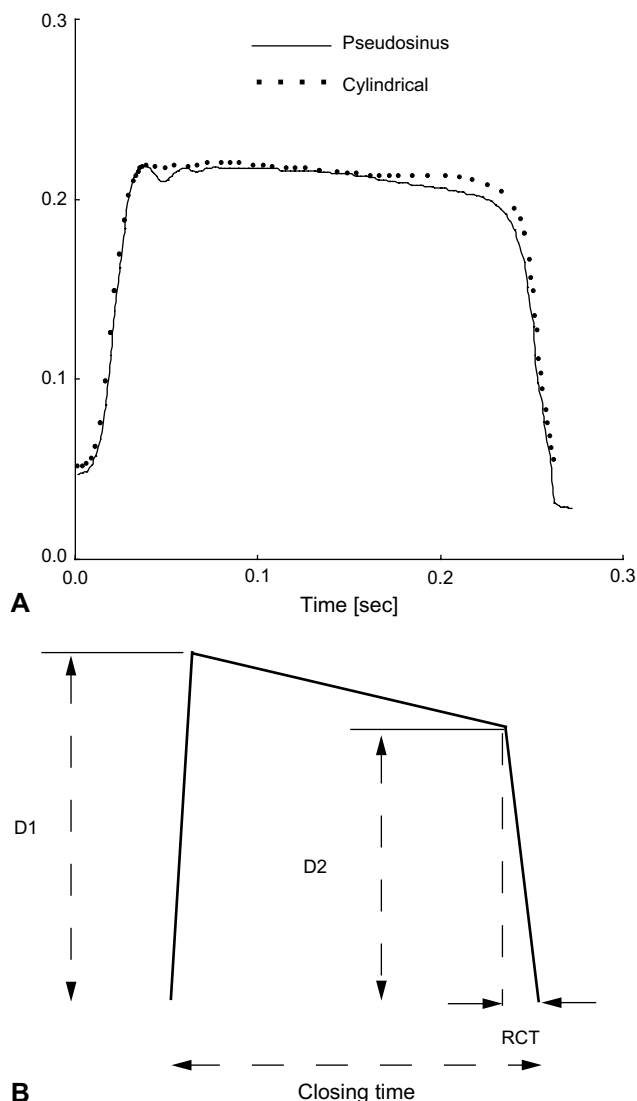 0.3
Pseudosinus
Cylindrical
0.2
0.1
0.0
0.0 0.1 0.2 0.3
A
Time [sec]
D1
D2
RCT
B
Closing time